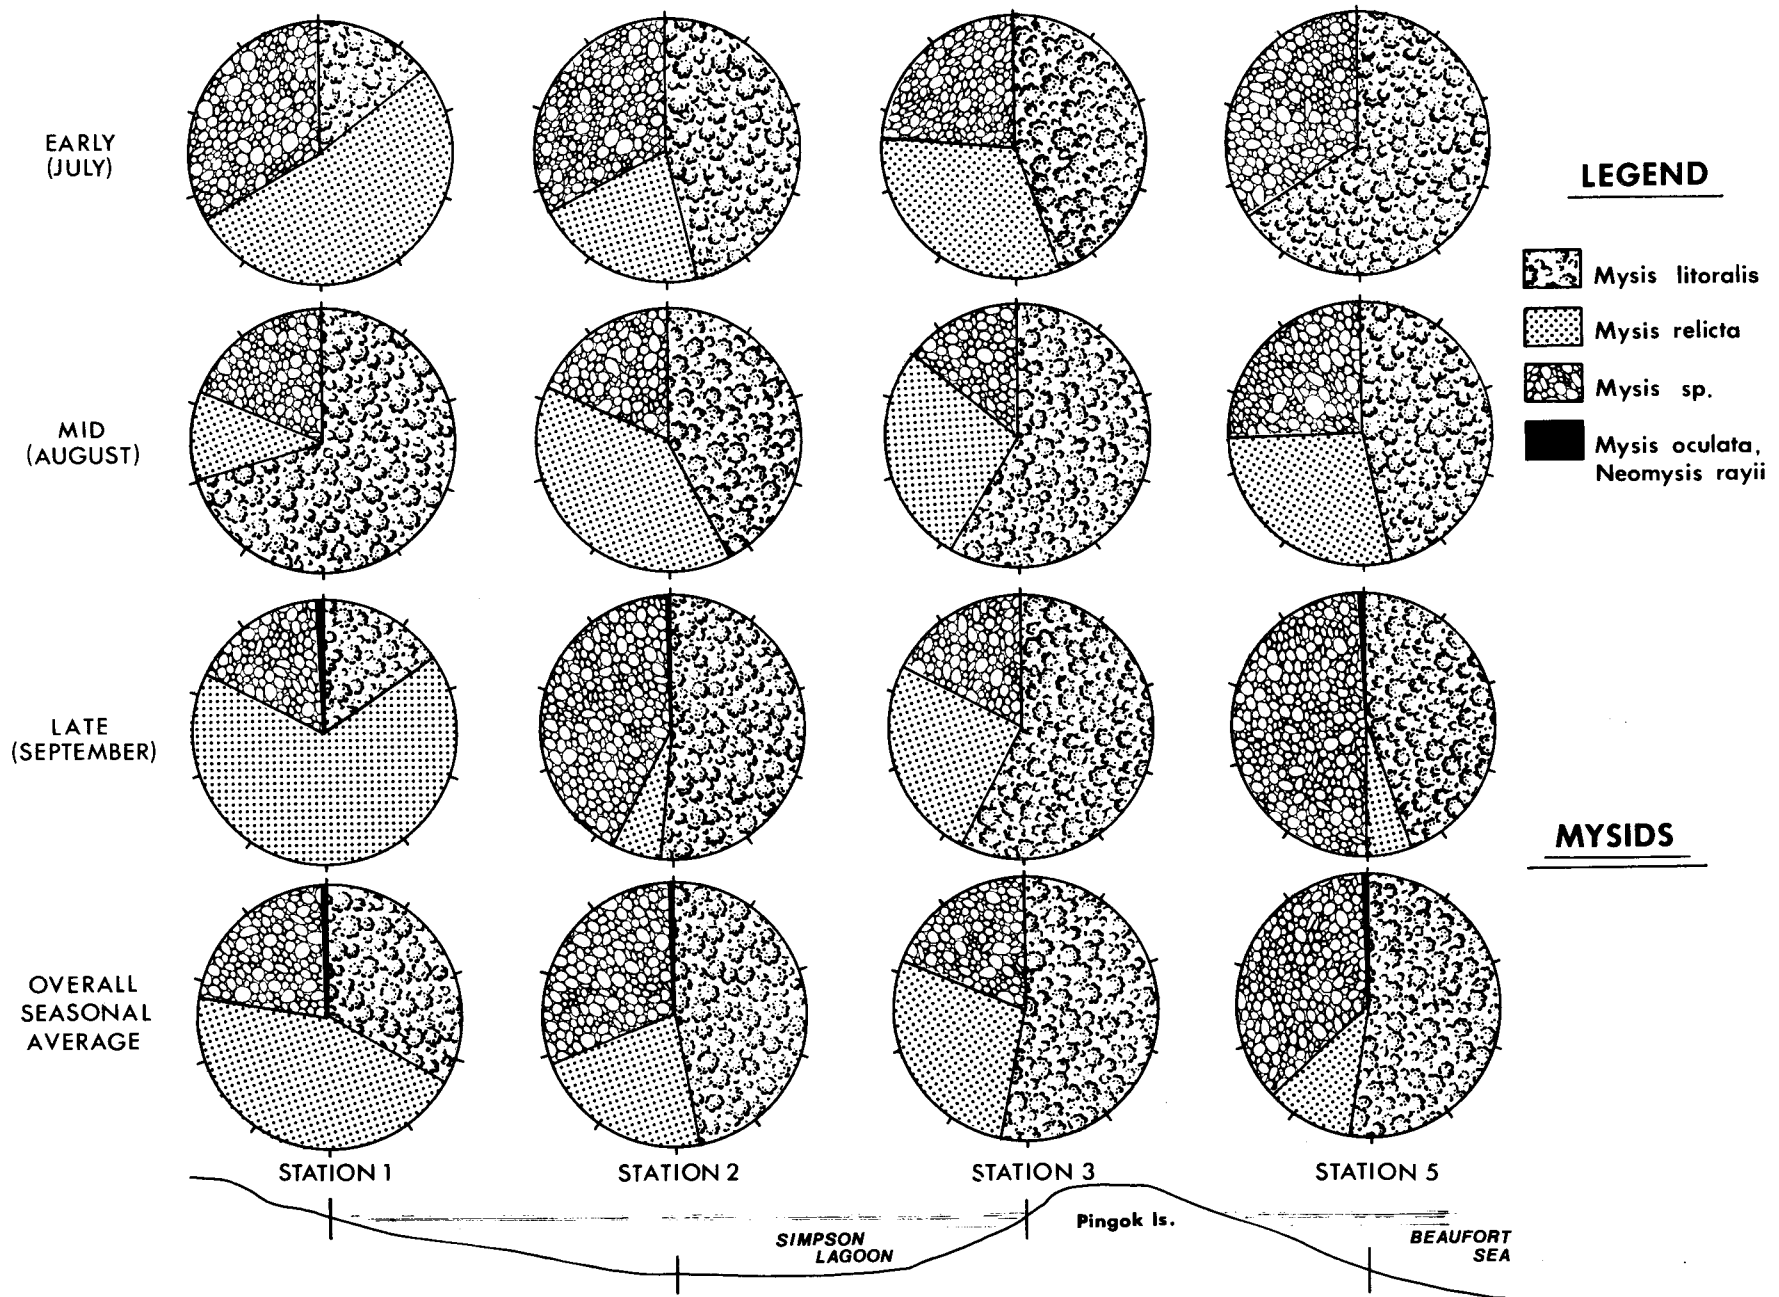 EARLY
(JULY)
LEGEND
Mysis litoralis
Mysis relicta
Mysis sp.
Mysis oculata,
Neomysis rayii
MID
(AUGUST)
LATE
(SEPTEMBER)
MYSIDS
OVERALL
SEASONAL
AVERAGE
STATION 1
STATION 2
STATION 3
STATION 5
Pingok Is.
SIMPSON
LAGOON
BEAUFORT
SEA